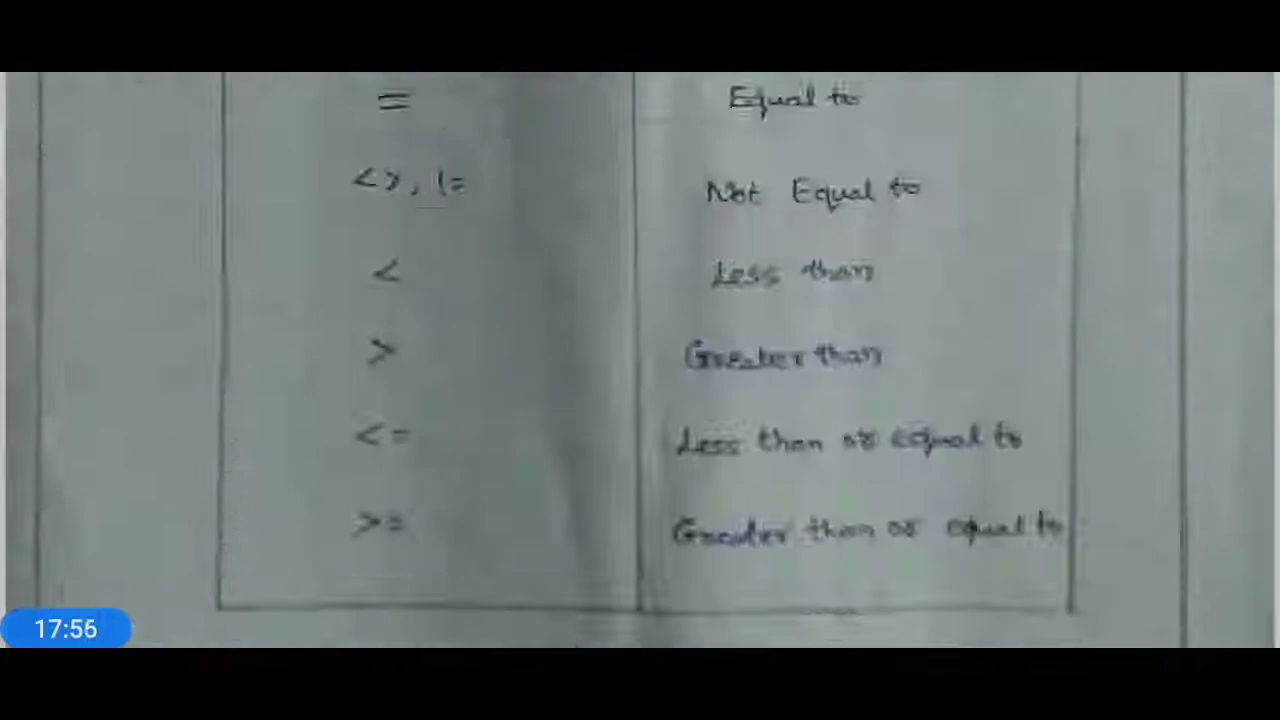 = Equal to
<>, != Not Equal to
< Less than
> Greater than
<= Less than or equal to
>= Greater than or equal to
17:56